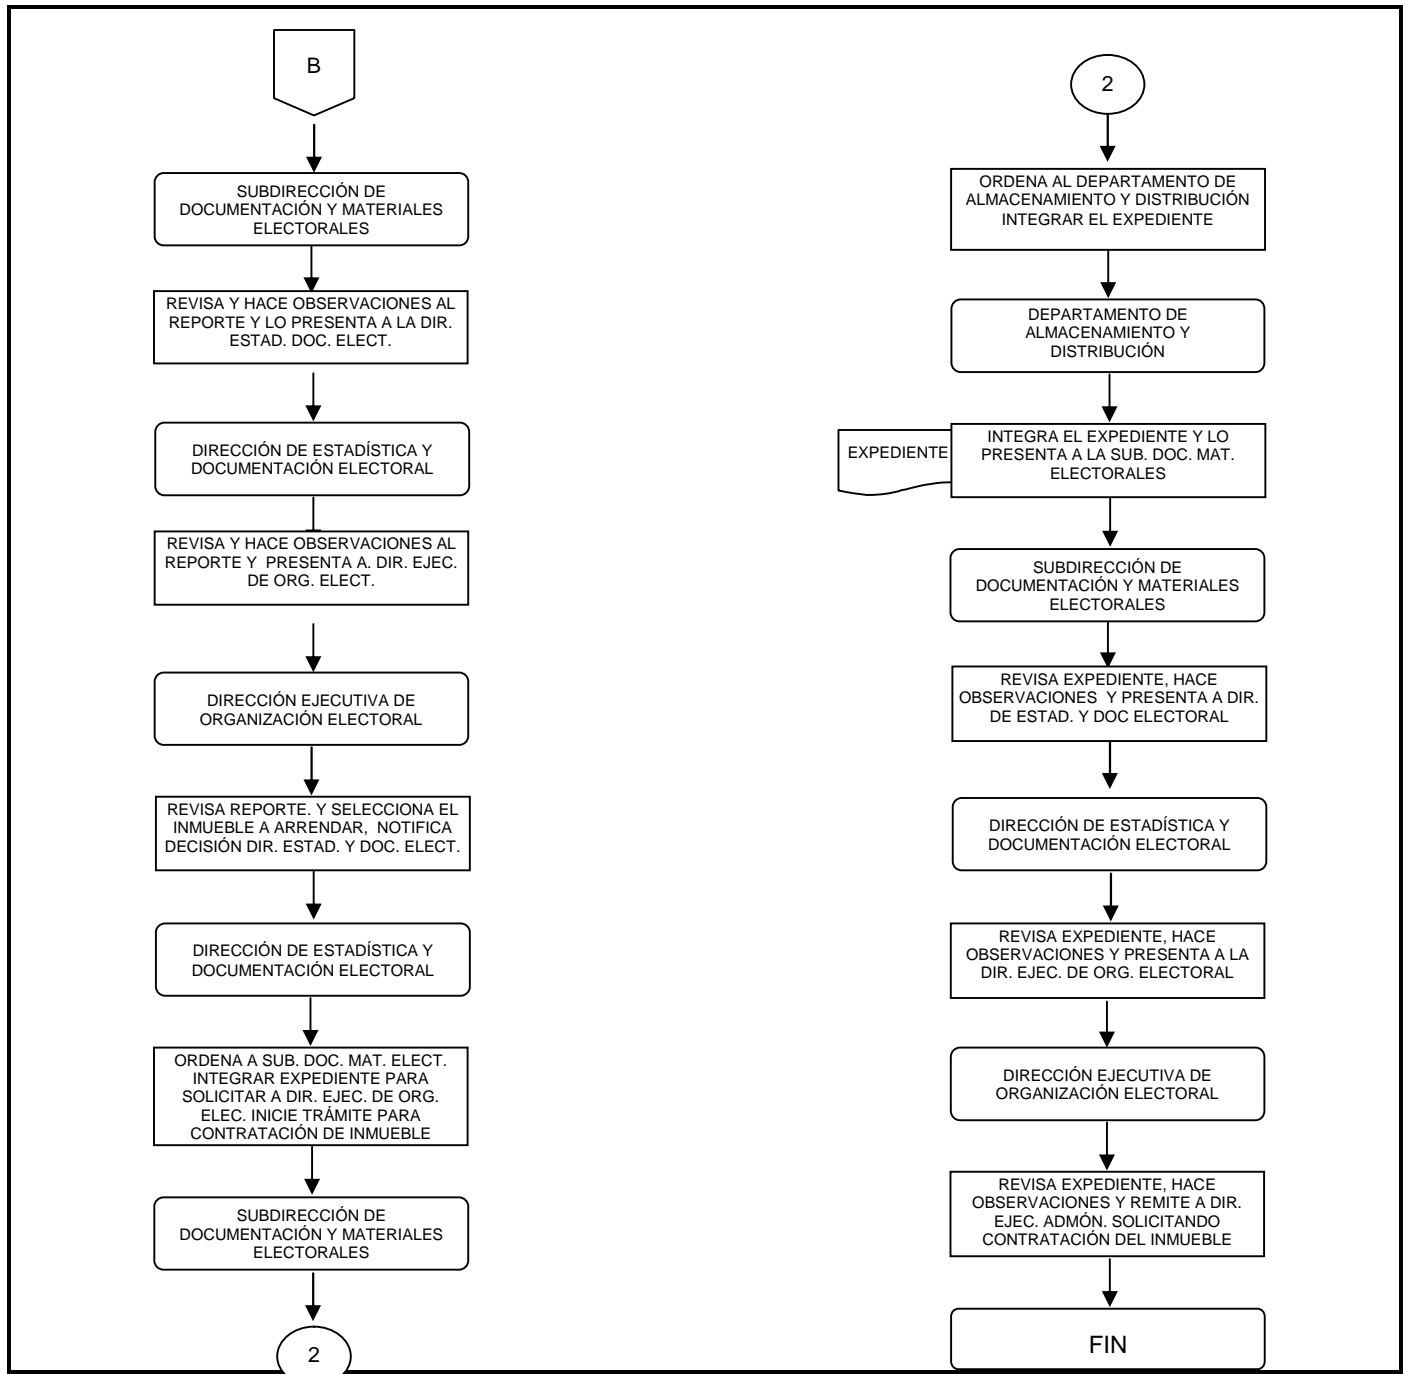 B
SUBDIRECCIÓN DE
DOCUMENTACIÓN Y MATERIALES
ELECTORALES
REVISA Y HACE OBSERVACIONES AL
REPORTE Y LO PRESENTA A LA DIR.
ESTAD. DOC. ELECT.
DIRECCIÓN DE ESTADÍSTICA Y
DOCUMENTACIÓN ELECTORAL
REVISA Y HACE OBSERVACIONES AL
REPORTE Y PRESENTA A. DIR. EJEC.
DE ORG. ELECT.
DIRECCIÓN EJECUTIVA DE
ORGANIZACIÓN ELECTORAL
REVISA REPORTE. Y SELECCIONA EL
INMUEBLE A ARRENDAR, NOTIFICA
DECISIÓN DIR. ESTAD. Y DOC. ELECT.
DIRECCIÓN DE ESTADÍSTICA Y
DOCUMENTACIÓN ELECTORAL
ORDENA A SUB. DOC. MAT. ELECT.
INTEGRAR EXPEDIENTE PARA
SOLICITAR A DIR. EJEC. DE ORG.
ELEC. INICIE TRÁMITE PARA
CONTRATACIÓN DE INMUEBLE
SUBDIRECCIÓN DE
DOCUMENTACIÓN Y MATERIALES
ELECTORALES
2
2
ORDENA AL DEPARTAMENTO DE
ALMACENAMIENTO Y DISTRIBUCIÓN
INTEGRAR EL EXPEDIENTE
DEPARTAMENTO DE
ALMACENAMIENTO Y
DISTRIBUCIÓN
EXPEDIENTE
INTEGRA EL EXPEDIENTE Y LO
PRESENTA A LA SUB. DOC. MAT.
ELECTORALES
SUBDIRECCIÓN DE
DOCUMENTACIÓN Y MATERIALES
ELECTORALES
REVISA EXPEDIENTE, HACE
OBSERVACIONES Y PRESENTA A DIR.
DE ESTAD. Y DOC ELECTORAL
DIRECCIÓN DE ESTADÍSTICA Y
DOCUMENTACIÓN ELECTORAL
REVISA EXPEDIENTE, HACE
OBSERVACIONES Y PRESENTA A LA
DIR. EJEC. DE ORG. ELECTORAL
DIRECCIÓN EJECUTIVA DE
ORGANIZACIÓN ELECTORAL
REVISA EXPEDIENTE, HACE
OBSERVACIONES Y REMITE A DIR.
EJEC. ADMÓN. SOLICITANDO
CONTRATACIÓN DEL INMUEBLE
FIN